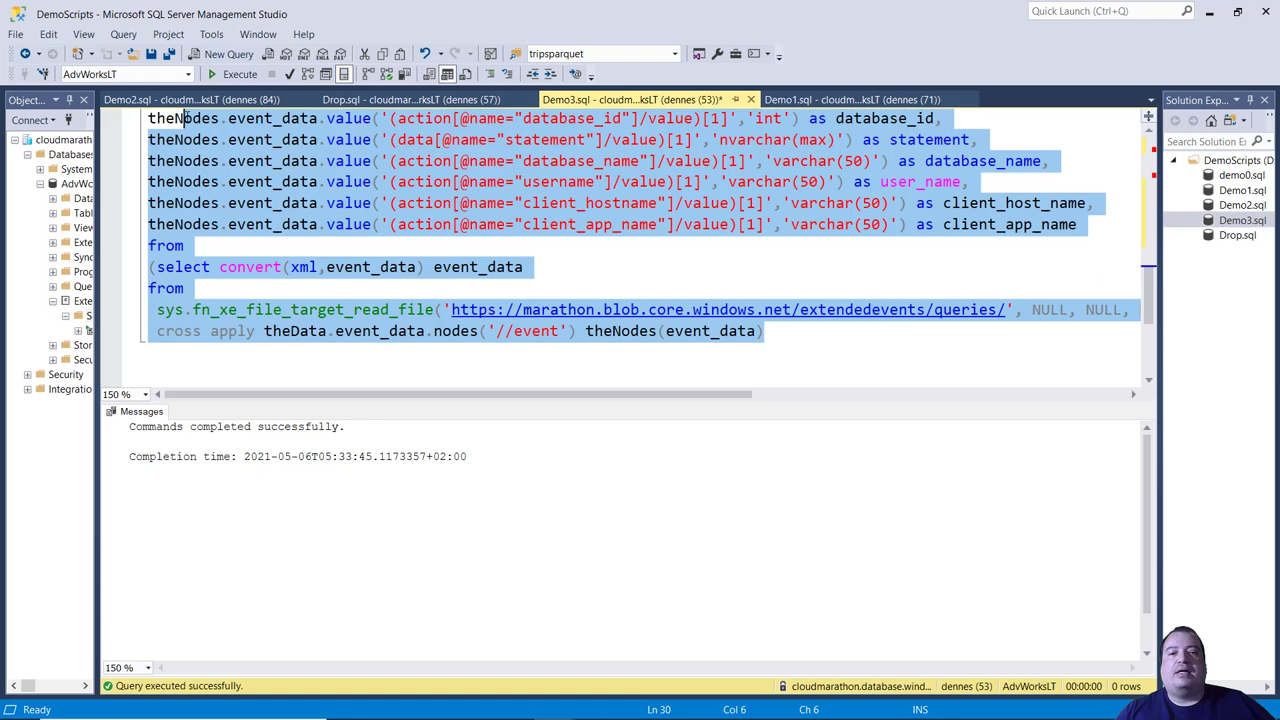 DemoScripts - Microsoft SQL Server Management Studio
Quick Launch (Ctrl+Q)
File Edit View Query Project Tools Window Help
New Query tripsparquet
AdvWorksLT Execute
Object... Demo2.sql - cloudm...ksLT (dennes (84)) Drop.sql - cloudmar...rksLT (dennes (57)) Demo3.sql - cloudm...ksLT (dennes (53))* Demo1.sql - cloudm...ksLT (dennes (71)) Solution Exp...
Connect
cloudmarath
Databases
System
AdvWo
Data
Tabl
View
Exte
Sync
Prog
Que
Exte
S
Stor
Secu
Security
Integratio
theNodes.event_data.value('(action[@name="database_id"]/value)[1]','int') as database_id,
theNodes.event_data.value('(data[@name="statement"]/value)[1]','nvarchar(max)') as statement,
theNodes.event_data.value('(action[@name="database_name"]/value)[1]','varchar(50)') as database_name,
theNodes.event_data.value('(action[@name="username"]/value)[1]','varchar(50)') as user_name,
theNodes.event_data.value('(action[@name="client_hostname"]/value)[1]','varchar(50)') as client_host_name,
theNodes.event_data.value('(action[@name="client_app_name"]/value)[1]','varchar(50)') as client_app_name
from
(select convert(xml,event_data) event_data
from
sys.fn_xe_file_target_read_file('https://marathon.blob.core.windows.net/extendedevents/queries/', NULL, NULL,
cross apply theData.event_data.nodes('//event') theNodes(event_data)
150 %
Messages
Commands completed successfully.
Completion time: 2021-05-06T05:33:45.1173357+02:00
150 %
Query executed successfully. cloudmarathon.database.wind... dennes (53) AdvWorksLT 00:00:00 0 rows
Search Solution E
DemoScripts (D
demo0.sql
Demo1.sql
Demo2.sql
Demo3.sql
Drop.sql
Ready Ln 30 Col 6 Ch 6 INS